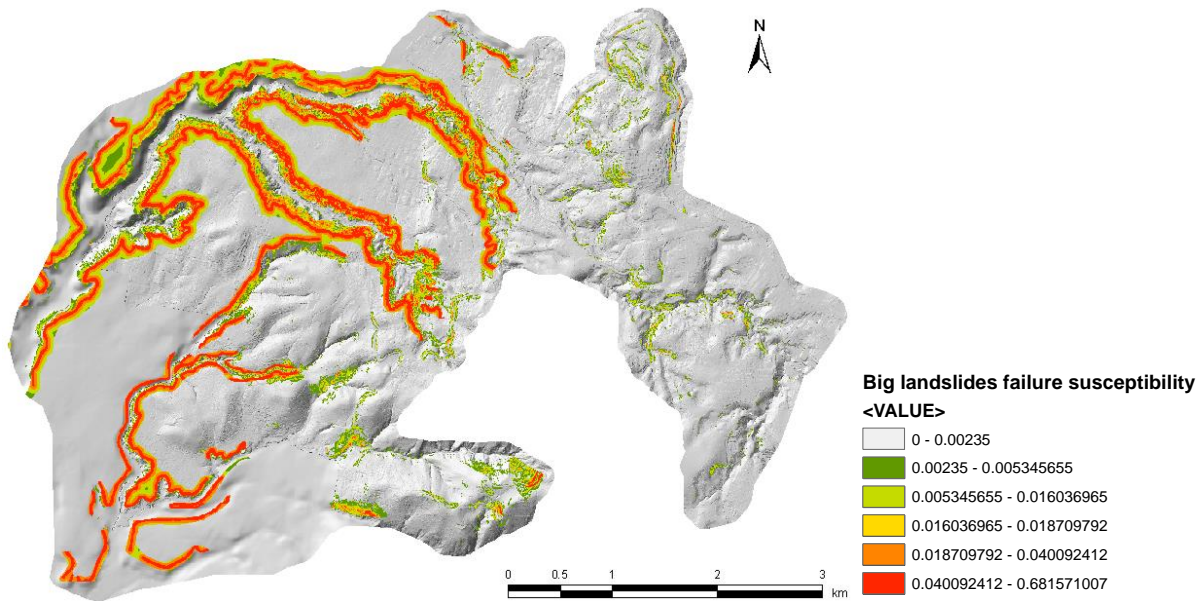 N
Big landslides failure susceptibility
<VALUE>
0 - 0.00235
0.00235 - 0.005345655
0.005345655 - 0.016036965
0.016036965 - 0.018709792
0.018709792 - 0.040092412
0.040092412 - 0.681571007
0 0.5 1 2 3
km